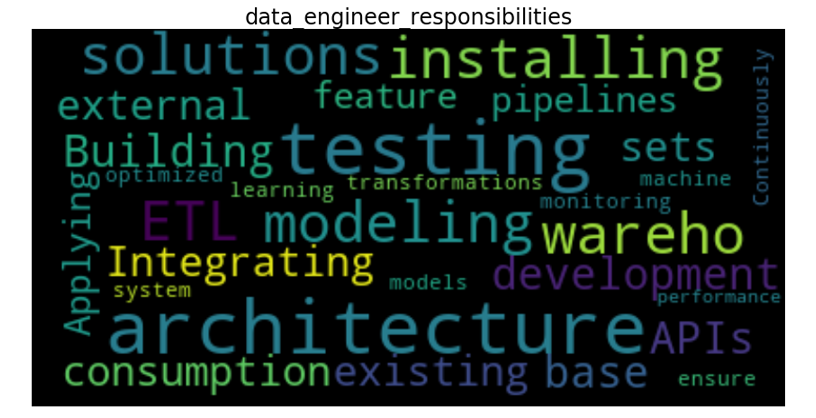 data_engineer_responsibilities
solutions installing
Continuously
external feature pipelines
Building testing sets
optimized learning transformations machine
Applying
ETL modeling monitoring
wareho
Integrating development
system models performance
architecture APIs
consumption existing base ensure